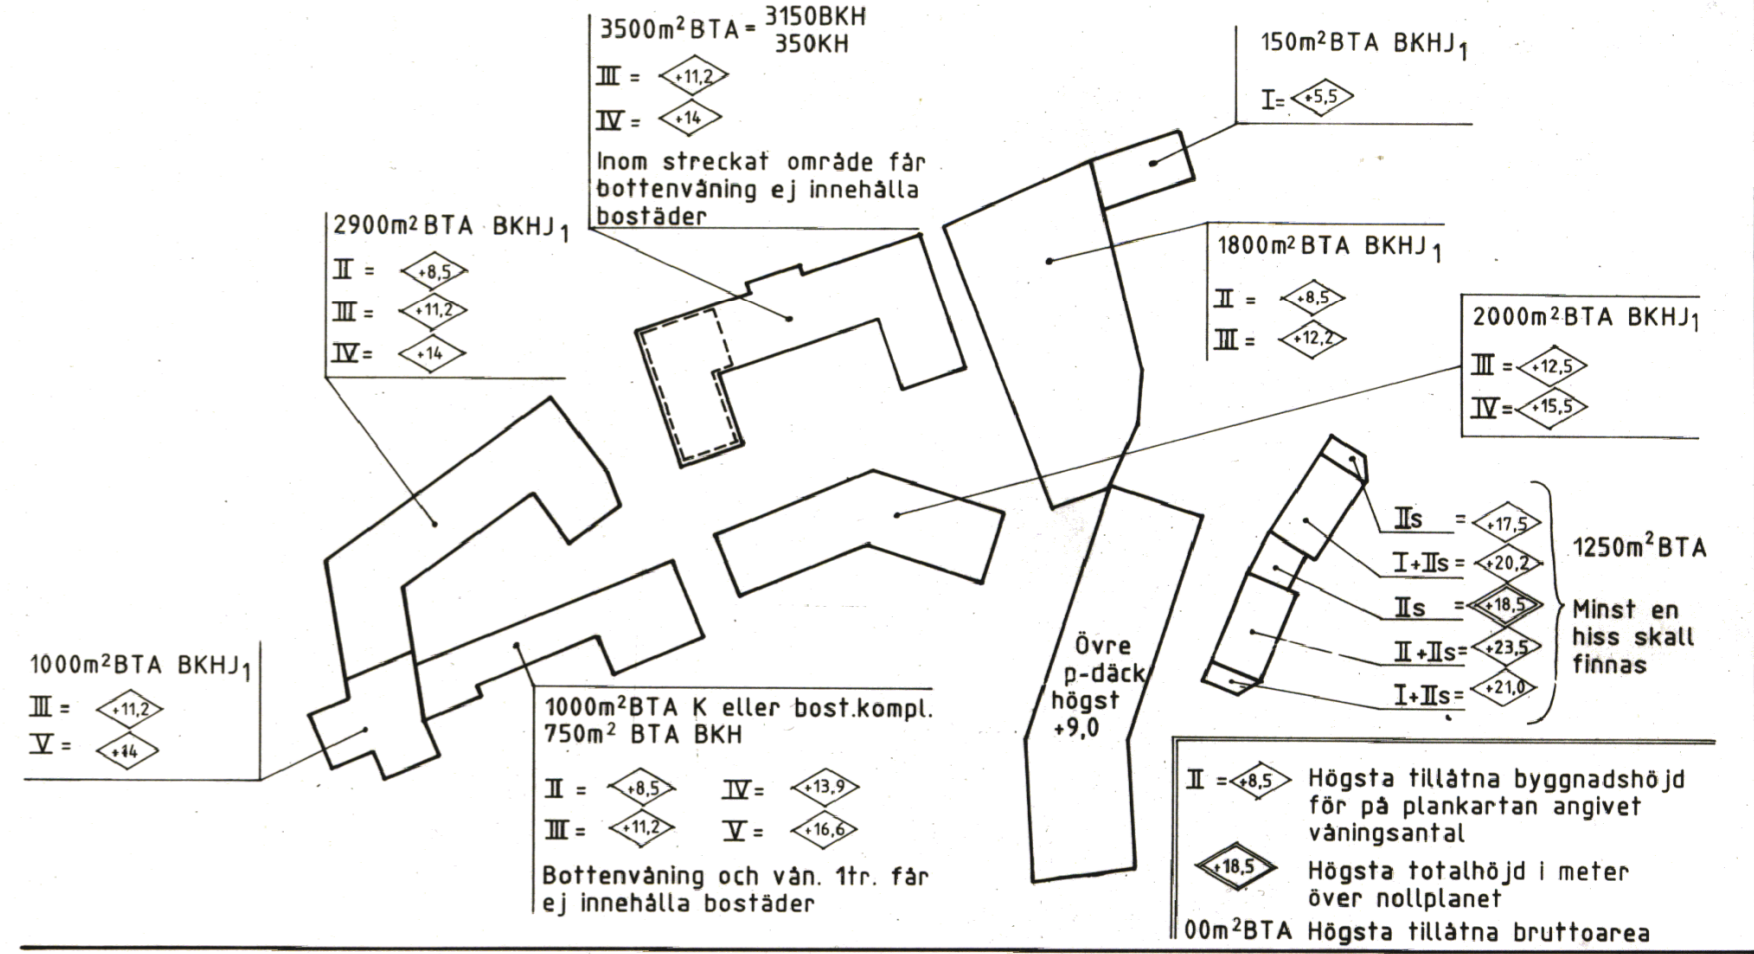 3500m²BTA = 3150BKH
350KH
III = +11,2
IV = +14
Inom streckat område får
bottenvåning ej innehålla
bostäder
150m²BTA BKHJ1
I= +5,5
2900m²BTA BKHJ1
II = +8,5
III = +11,2
IV= +14
1800m²BTA BKHJ1
II = +8,5
III = +12,2
2000m²BTA BKHJ1
III = +12,5
IV= +15,5
IIs = +17,5
I+IIs = +20,2
IIs = +18,5
II+IIs= +23,5
I+IIs= +21,0
1250m²BTA
Minst en
hiss skall
finnas
Övre
p-däck
högst
+9,0
1000m²BTA BKHJ1
III = +11,2
V = +14
1000m²BTA K eller bost.kompl.
750m² BTA BKH
II = +8,5 IV= +13,9
III = +11,2 V = +16,6
Bottenvåning och vån. 1tr. får
ej innehålla bostäder
II = +8,5 Högsta tillåtna byggnadshöjd
för på plankartan angivet
våningsantal
+18,5 Högsta totalhöjd i meter
över nollplanet
00m²BTA Högsta tillåtna bruttoarea